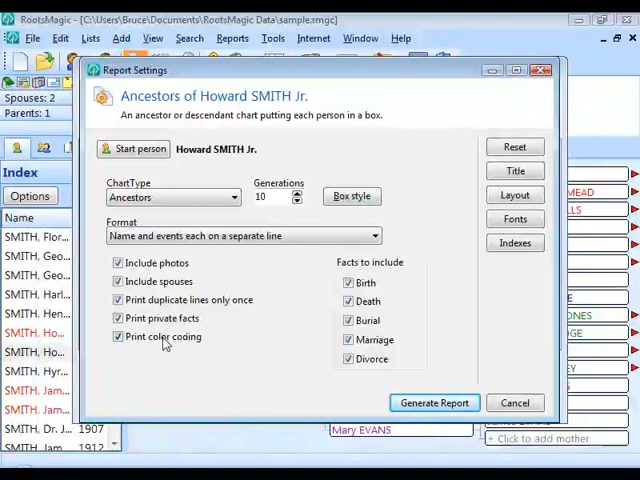 RootsMagic - [C:\Users\Bruce\Documents\RootsMagic Data\sample.rmgc]
File Edit Lists Add View Search Reports Tools Internet Window Help
Spouses: 2
Parents: 1
Index
Options
Name
SMITH, Flor...
SMITH, Geo...
SMITH, Geo...
SMITH, Har...
SMITH, Hen...
SMITH, Ho...
SMITH, Ho...
SMITH, Hyr...
SMITH, Jam...
SMITH, Jam...
SMITH, Dr. J... 1907
1912
Report Settings
Ancestors of Howard SMITH Jr.
An ancestor or descendant chart putting each person in a box.
Start person Howard SMITH Jr.
ChartType
Ancestors
Generations
10
Box style
Format
Name and events each on a separate line
Include photos
Include spouses
Print duplicate lines only once
Print private facts
Print color coding
Facts to include
Birth
Death
Burial
Marriage
Divorce
Reset
Title
Layout
Fonts
Indexes
Generate Report
Cancel
MEAD
LLS
ONES
EY
Mary EVANS
+ Click to add mother